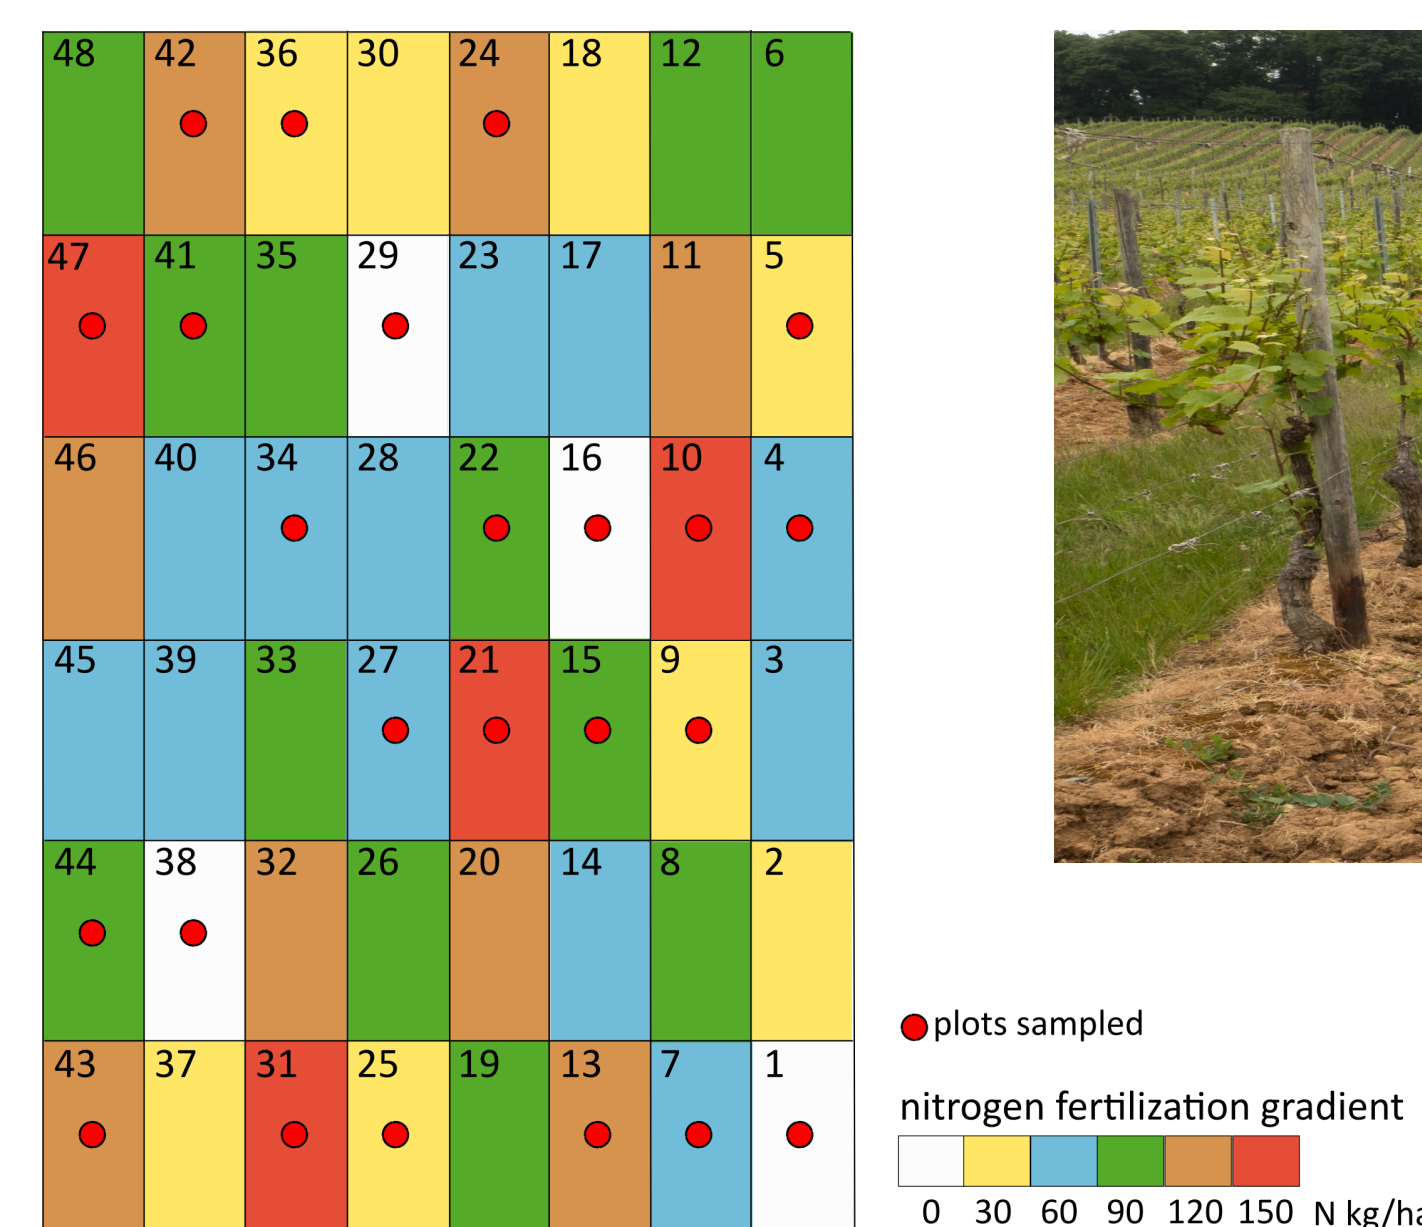 48 42 36 30 24 18 12 6
47 41 35 29 23 17 11 5
46 40 34 28 22 16 10 4
45 39 33 27 21 15 9 3
44 38 32 26 20 14 8 2
43 37 31 25 19 13 7 1
plots sampled
nitrogen fertilization gradient
0 30 60 90 120 150 N kg/ha